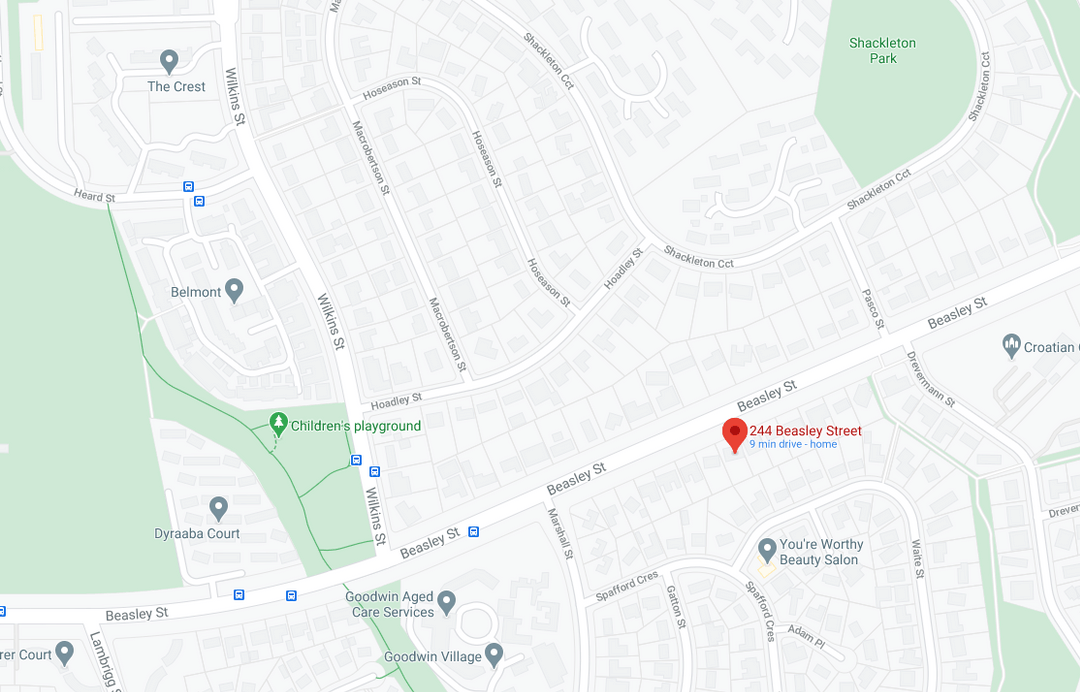 Shackleton
Park
Shackleton Cct
Shackleton Cct
The Crest
Wilkins St
Hoseason St
Macrobertson St
Hoseason St
Heard St
Shackleton Cct
Shackleton Cct
Hoadley St
Hoseason St
Belmont
Wilkins St
Macrobertson St
Pasco St
Beasley St
Croatian
Drevermann St
Hoadley St
Beasley St
Children's playground
244 Beasley Street
9 min drive - home
Beasley St
Wilkins St
Dyraaba Court
Marshall St
Beasley St
You're Worthy
Beauty Salon
Waite St
Spafford Cres
Goodwin Aged
Care Services
Gatton St
Spafford Cres
Beasley St
Adam Pl
Goodwin Village
rer Court
Lambrigg
Drever